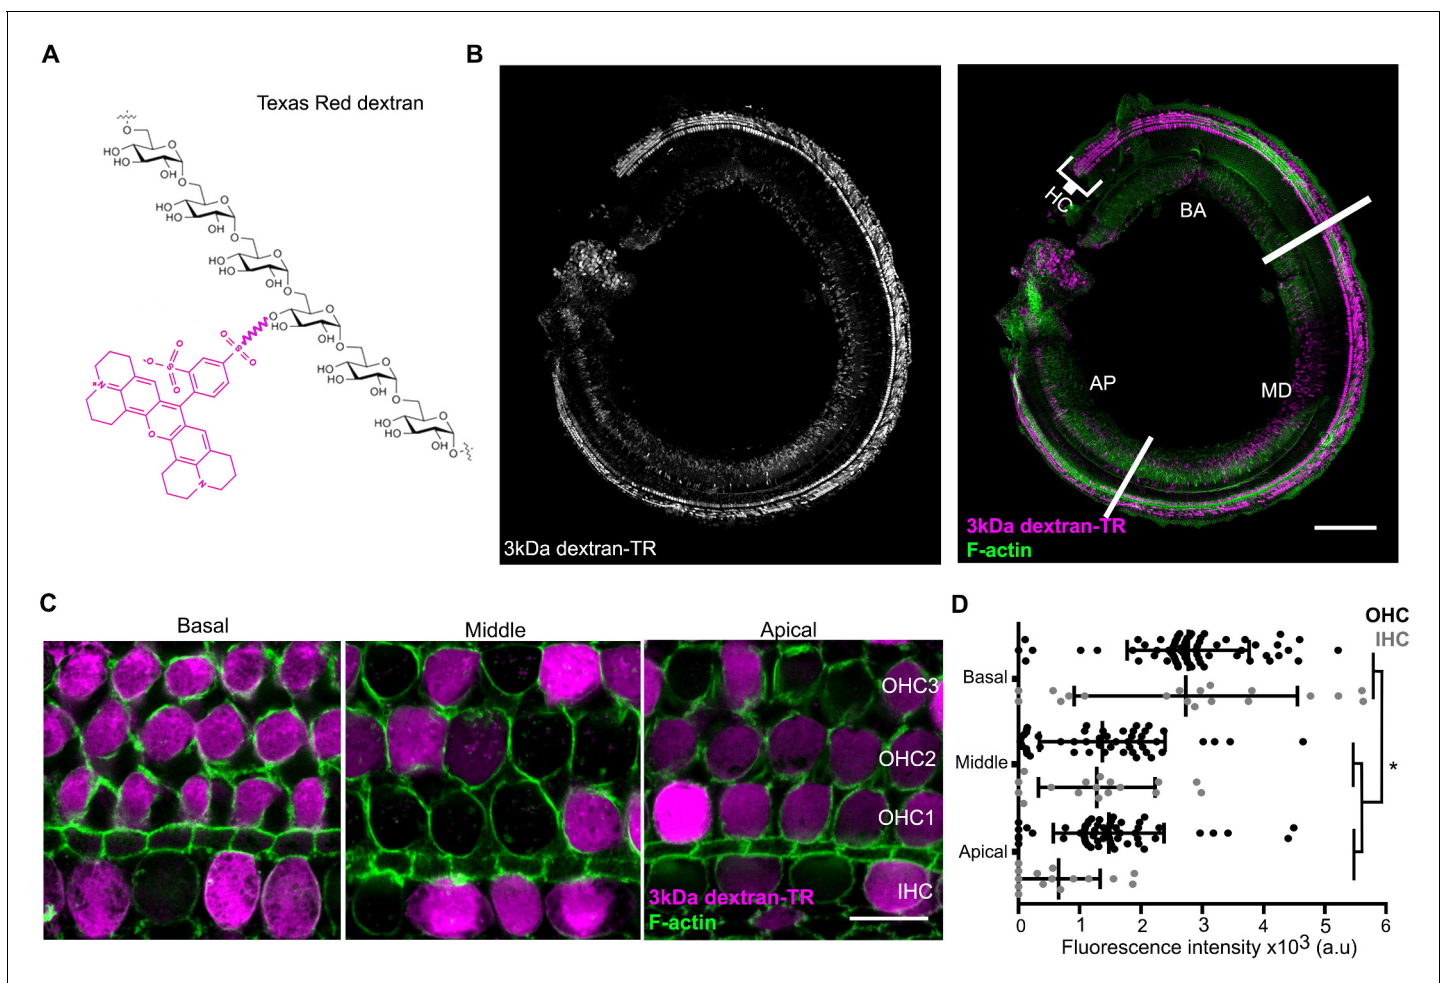 A
Texas Red dextran
B
3kDa dextran-TR
HC
BA
AP
MD
3kDa dextran-TR
F-actin
C
Basal
Middle
Apical
OHC3
OHC2
OHC1
IHC
3kDa dextran-TR
F-actin
D
OHC
IHC
Basal
Middle
Apical
*
0 1 2 3 4 5 6
Fluorescence intensity x10³ (a.u)